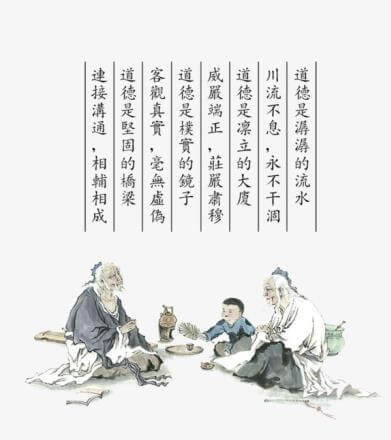 道德是潺潺的流水
川流不息,永不干涸
道德是凜立的大廈
威嚴端正,莊嚴肅穆
道德是樸實的鏡子
客觀真實,毫無虛偽
道德是堅固的橋梁
連接溝通,相輔相成